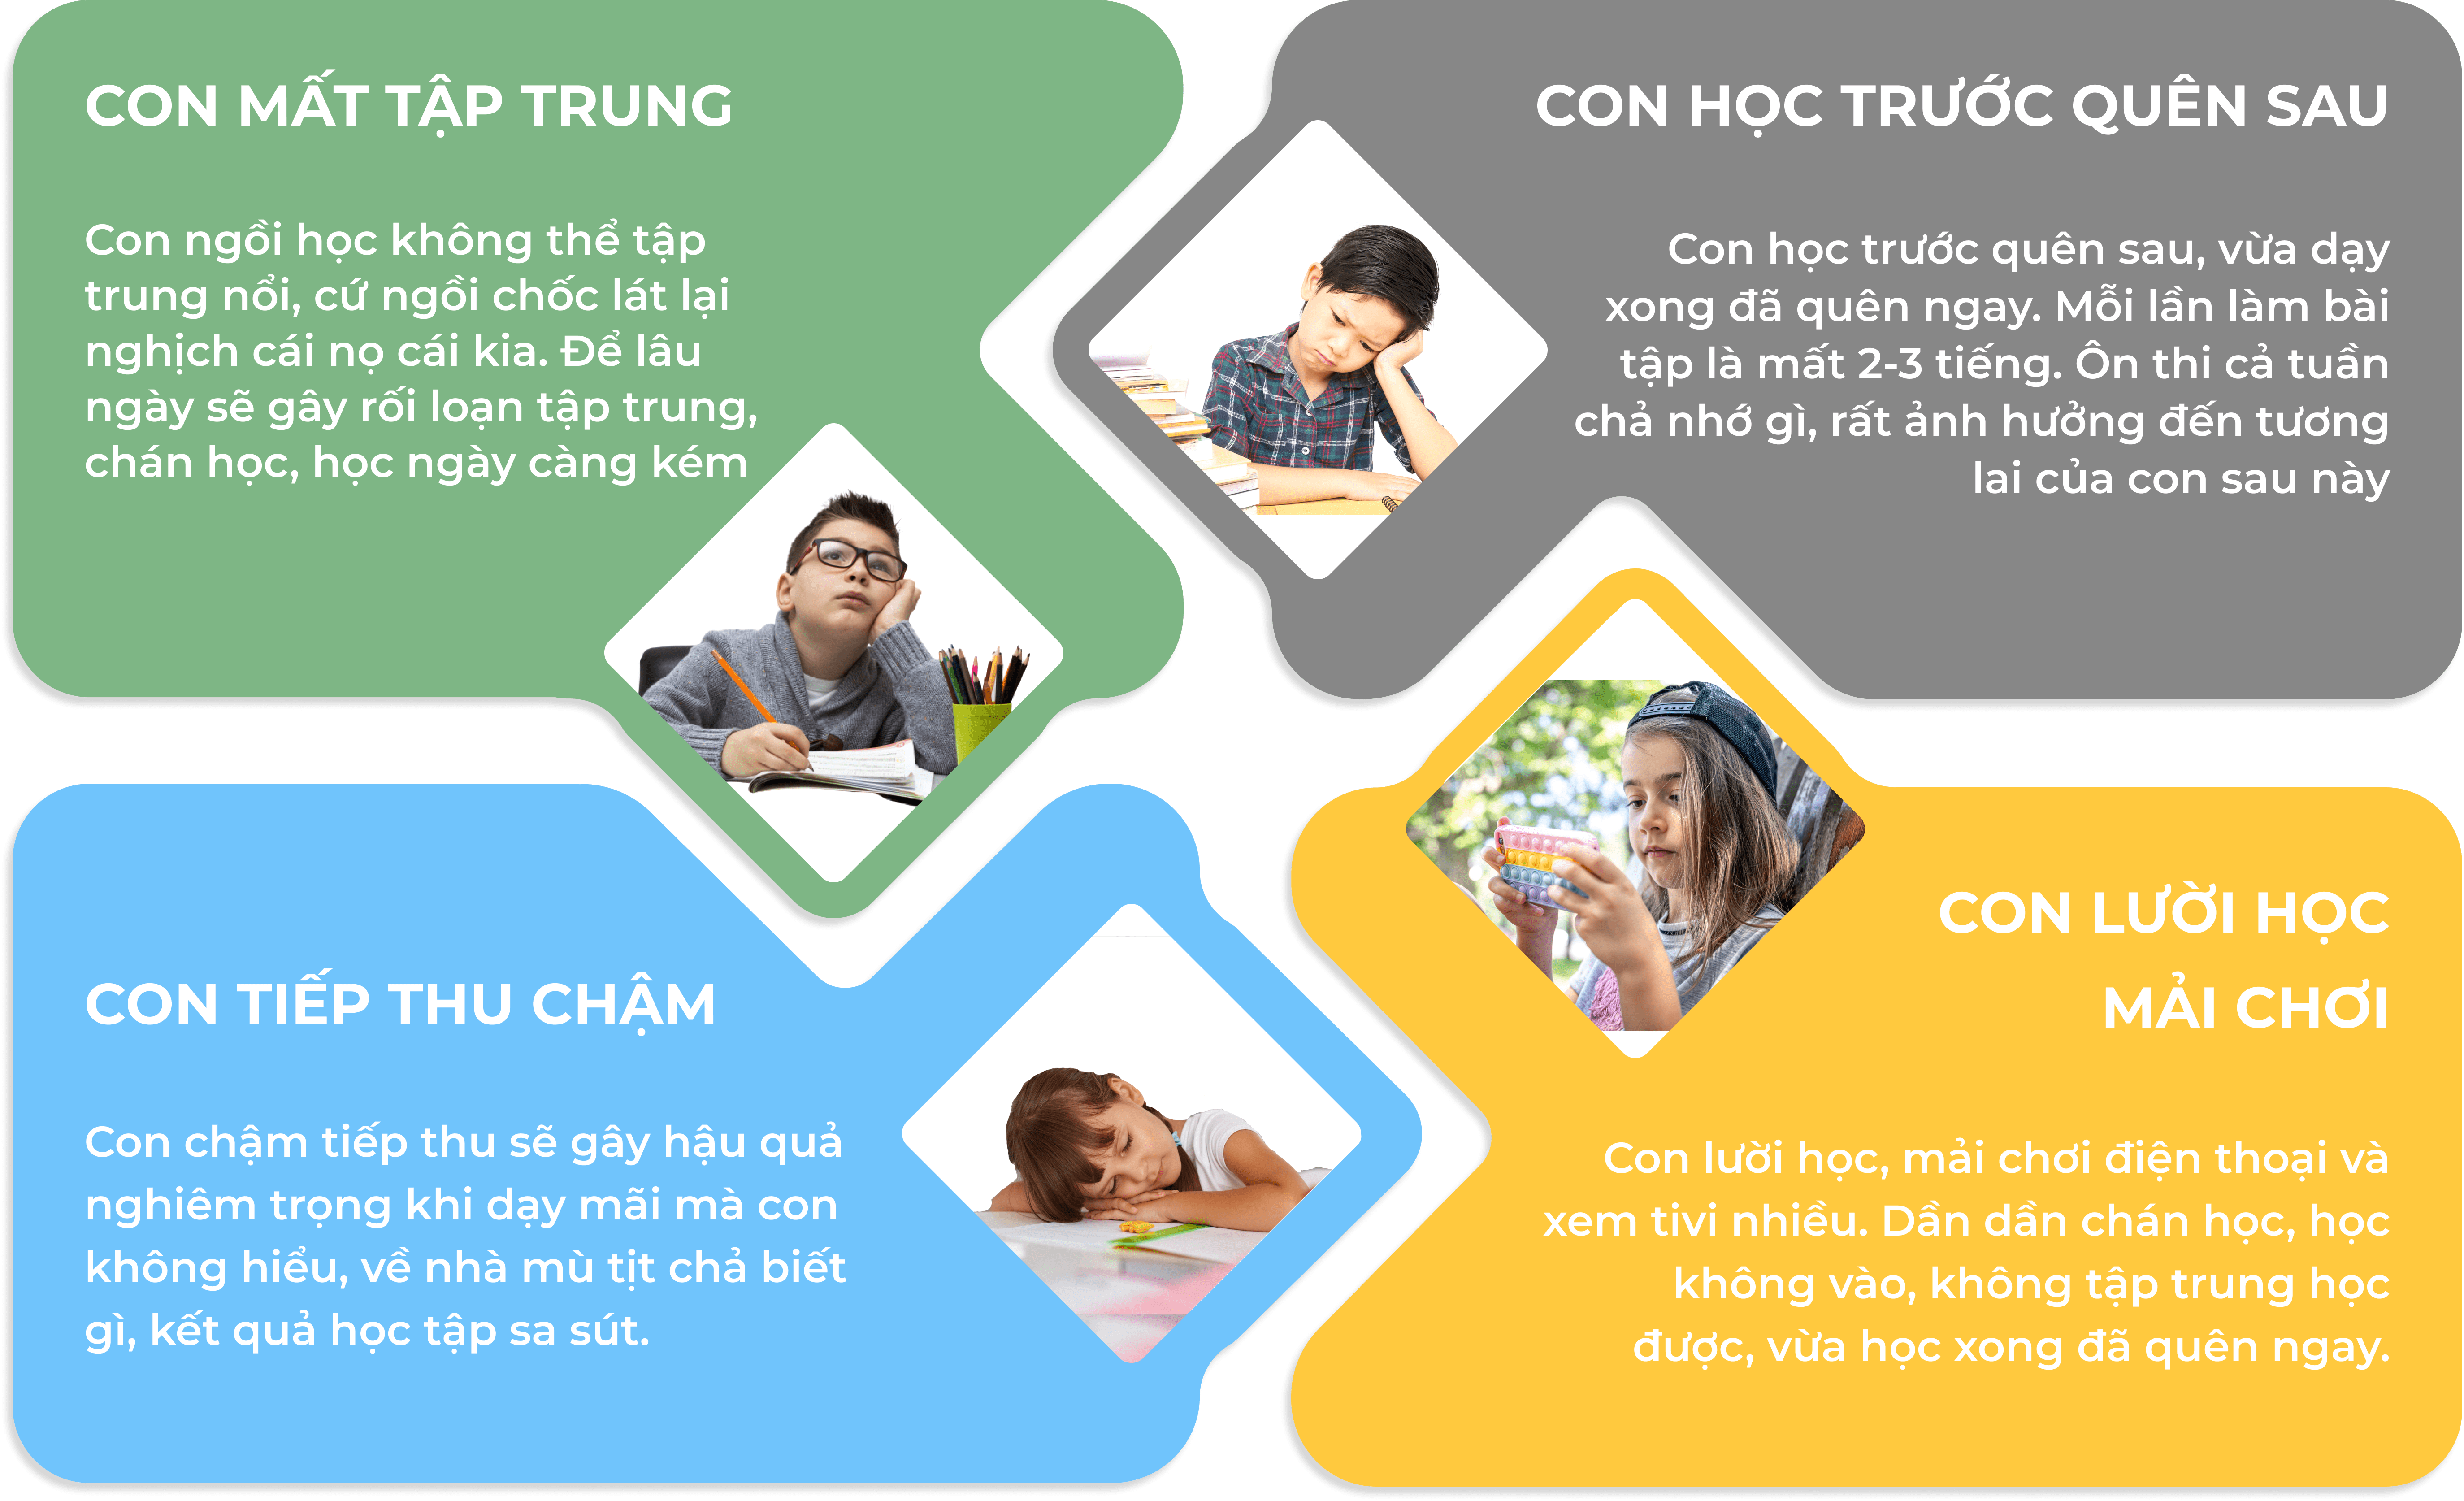 CON MẤT TẬP TRUNG
Con ngồi học không thể tập
trung nổi, cứ ngồi chốc lát lại
nghịch cái nọ cái kia. Để lâu
ngày sẽ gây rối loạn tập trung,
chán học, học ngày càng kém
CON HỌC TRƯỚC QUÊN SAU
Con học trước quên sau, vừa dạy
xong đã quên ngay. Mỗi lần làm bài
tập là mất 2-3 tiếng. Ôn thi cả tuần
chả nhớ gì, rất ảnh hưởng đến tương
lai của con sau này
CON TIẾP THU CHẬM
Con chậm tiếp thu sẽ gây hậu quả
nghiêm trọng khi dạy mãi mà con
không hiểu, về nhà mù tịt chả biết
gì, kết quả học tập sa sút.
CON LƯỜI HỌC
MẢI CHƠI
Con lười học, mải chơi điện thoại và
xem tivi nhiều. Dần dần chán học, học
không vào, không tập trung học
được, vừa học xong đã quên ngay.